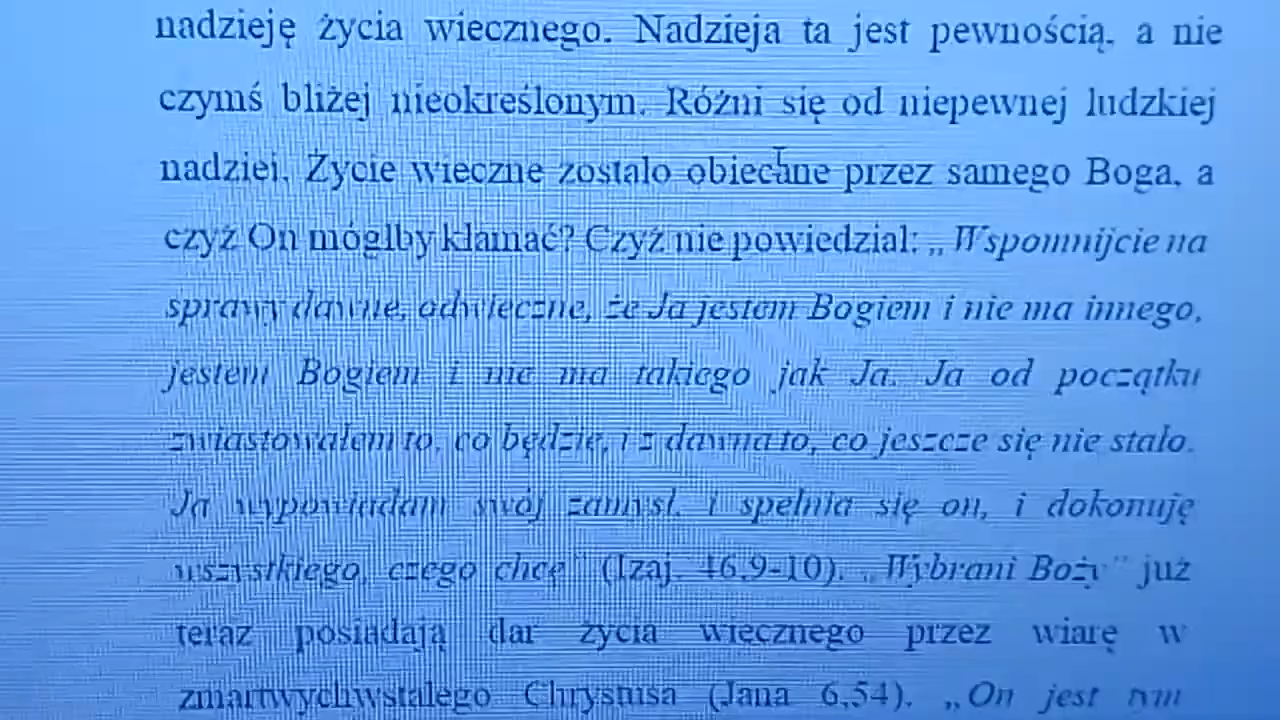 nadzieję życia wiecznego. Nadzieja ta jest pewnością, a nie
czymś bliżej nieokreślonym. Różni się od niepewnej ludzkiej
nadziei. Życie wieczne zostało obiecane przez samego Boga, a
czyż On mógłby kłamać? Czyż nie powiedział: „Wspomnijcie na
sprawy dawne, odwieczne, że Ja jestem Bogiem i nie ma innego,
jestem Bogiem i nie ma takiego jak Ja. Ja od początku
zwiastowałem to, co będzie, i z dawna to, co jeszcze się nie stało.
Ja wypowiadam swój zamysł, i spełnia się on, i dokonuję
wszystkiego, czego chcę” (Izaj. 46,9-10). „Wybrani Boży” już
teraz posiadają dar życia wiecznego przez wiarę w
zmartwychwstałego Chrystusa (Jana 6,54). „On jest tym